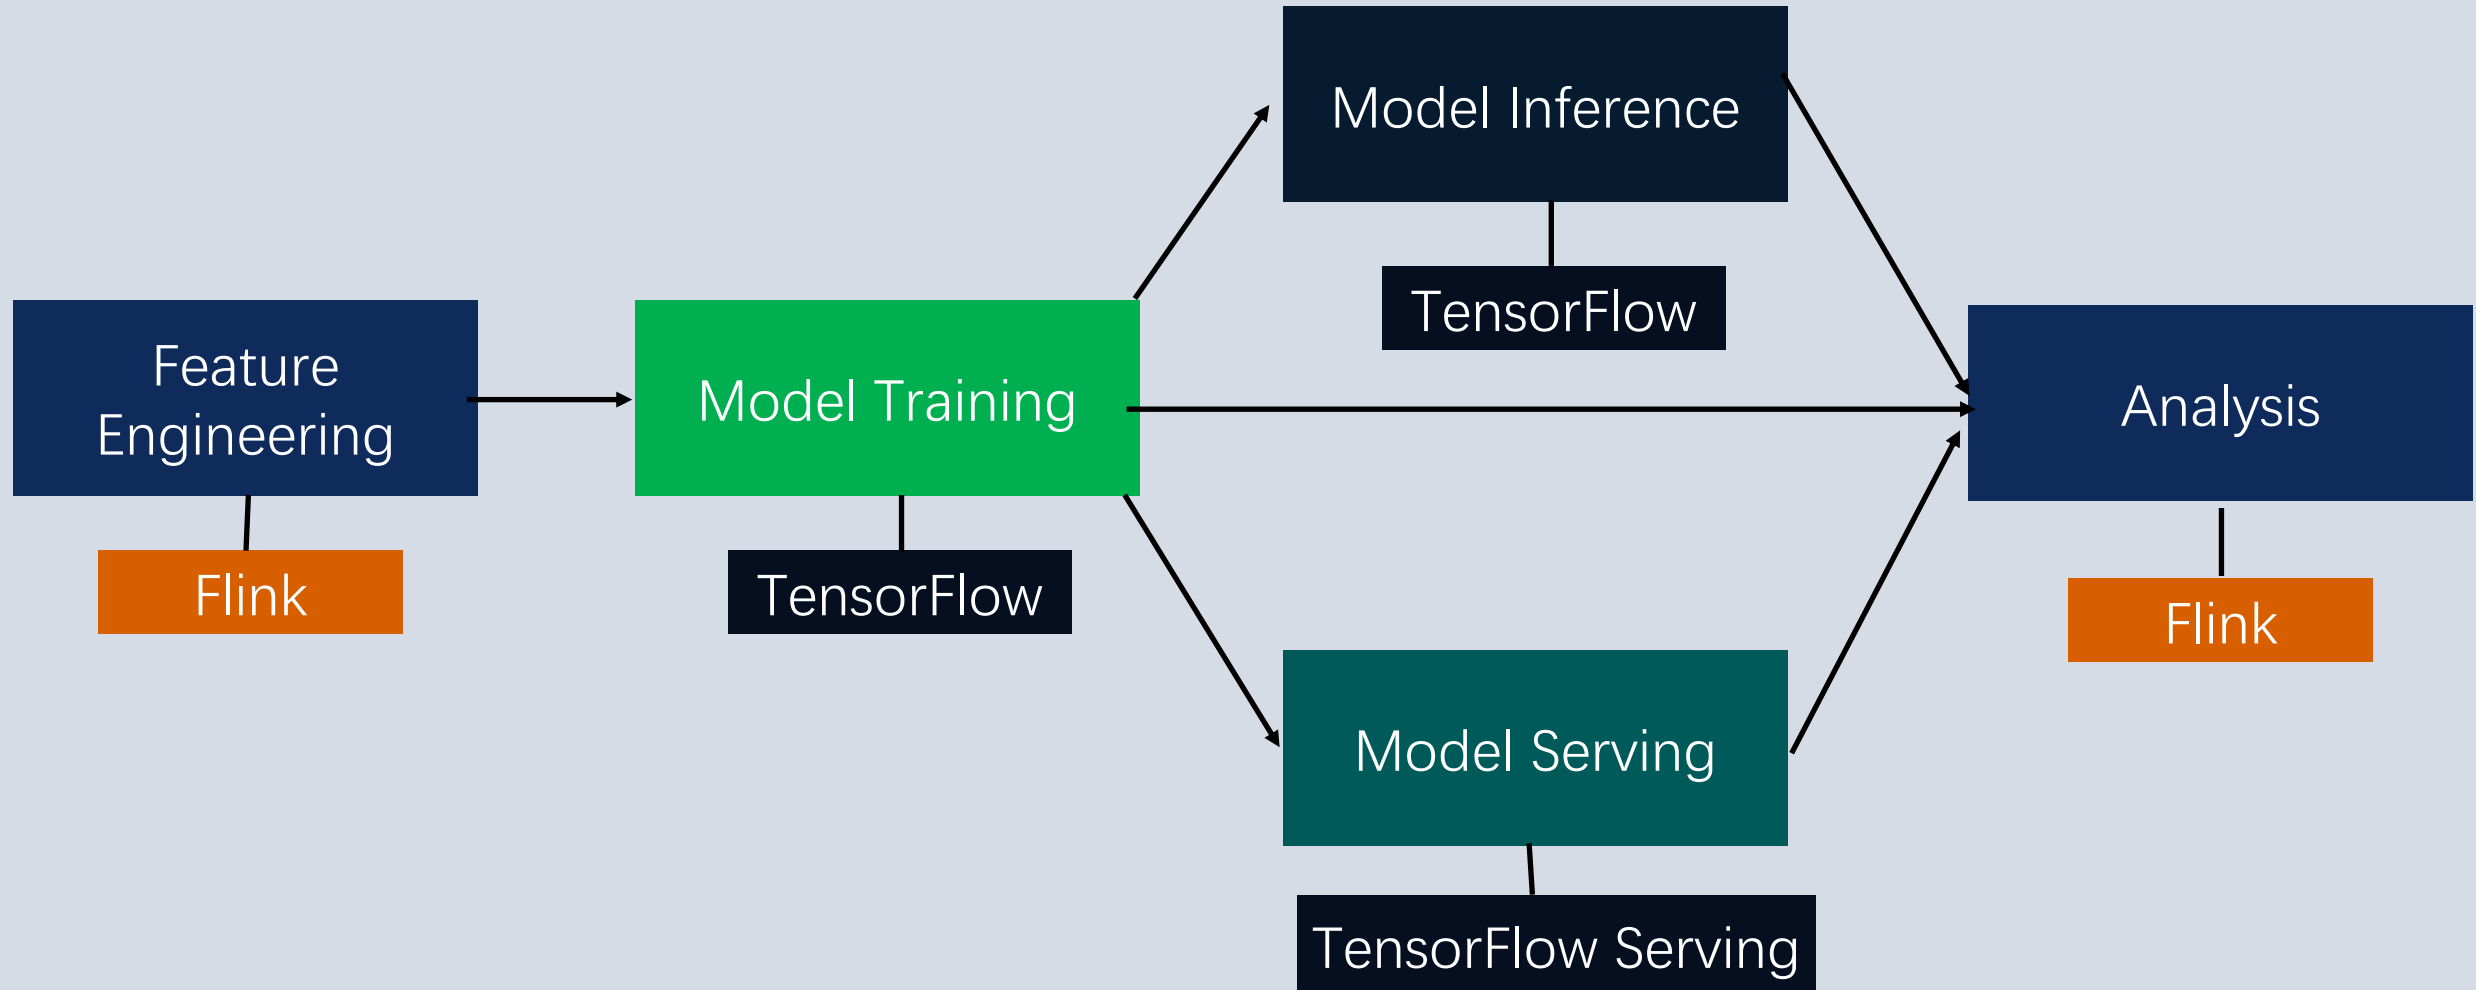 Model Inference
TensorFlow
Feature
Engineering
Flink
Model Training
TensorFlow
Analysis
Flink
Model Serving
TensorFlow Serving